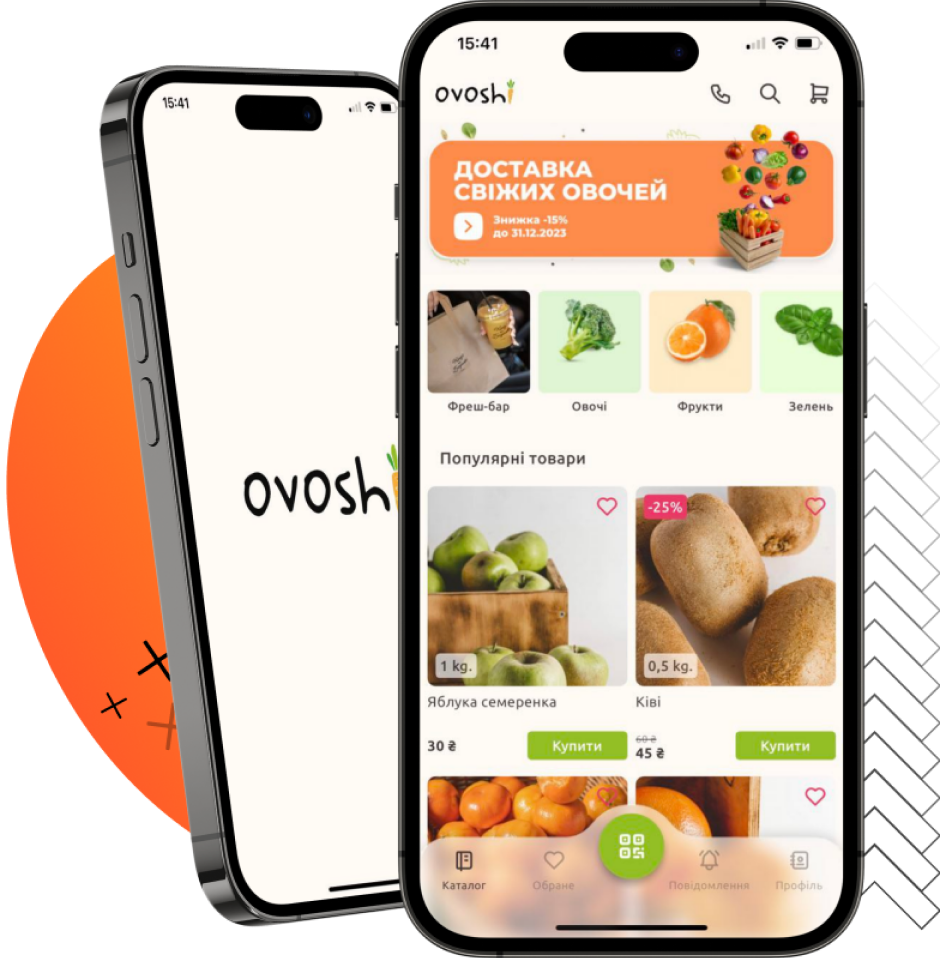 15:41
ovoshi
15:41
ovoshi
ДОСТАВКА
СВІЖИХ ОВОЧЕЙ
Знижка -15%
до 31.12.2023
Фреш-бар
Овочі
Фрукти
Зелень
Популярні товари
-25%
1 kg.
0,5 kg.
Яблука семеренка
Ківі
30 ₴
Купити
60 ₴
45 ₴
Купити
Каталог
Обране
Повідомлення
Профіль